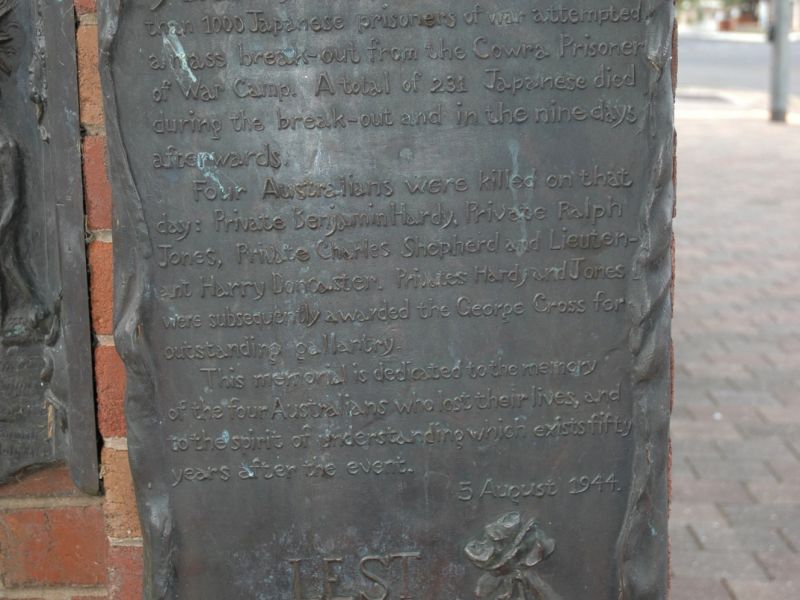 than 1000 Japanese prisoners of war attempted
a mass break-out from the Cowra Prisoner
of War Camp. A total of 231 Japanese died
during the break-out and in the nine days
afterwards.
Four Australians were killed on that
day: Private Benjamin Hardy, Private Ralph
Jones, Private Charles Shepherd and Lieuten-
ant Harry Doncaster. Privates Hardy and Jones
were subsequently awarded the George Cross for
outstanding gallantry.
This memorial is dedicated to the memory
of the four Australians who lost their lives, and
to the spirit of understanding which exists fifty
years after the event.
5 August 1944.
LEST